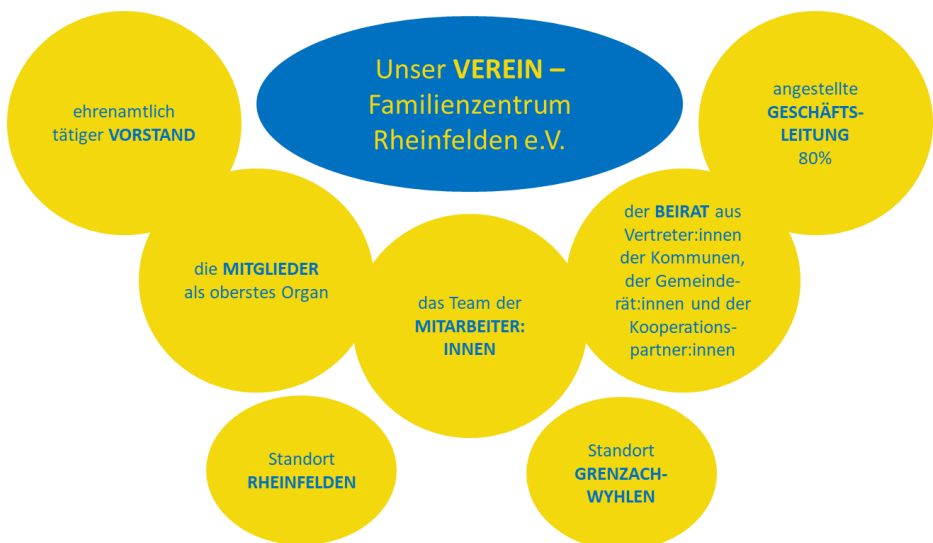 Unser VEREIN –
Familienzentrum
Rheinfelden e.V.
ehrenamtlich
tätiger VORSTAND
angestellte
GESCHÄFTS-
LEITUNG
80%
die MITGLIEDER
als oberstes Organ
das Team der
MITARBEITER:
INNEN
der BEIRAT aus
Vertreter:innen
der Kommunen,
der Gemeinde-
rät:innen und der
Kooperations-
partner:innen
Standort
RHEINFELDEN
Standort
GRENZACH-
WYHLEN